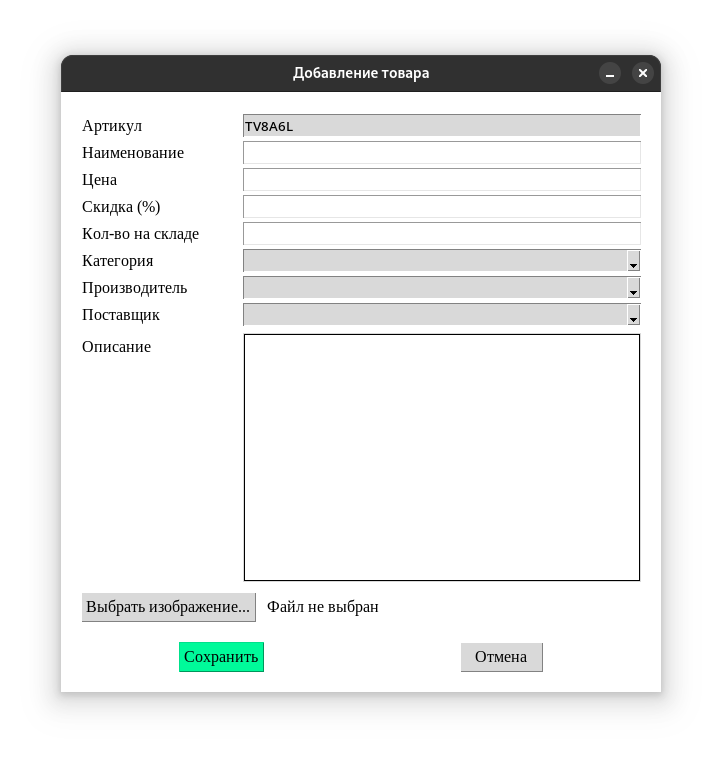 Добавление товара
Артикул TV8A6L
Наименование
Цена
Скидка (%)
Кол-во на складе
Категория
Производитель
Поставщик
Описание
Выбрать изображение... Файл не выбран
Сохранить Отмена